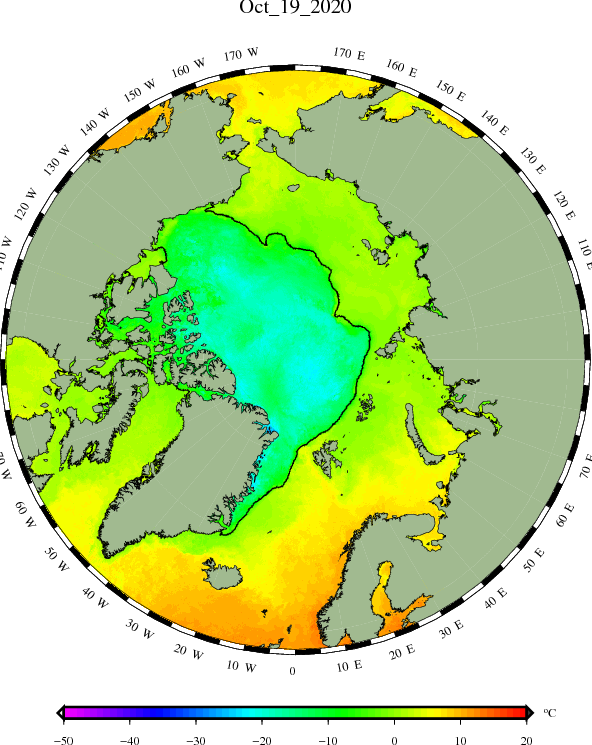 Oct_19_2020
170 W
170 E
160 W
160 E
150 W
150 E
140 W
140 E
130 W
130 E
120 W
120 E
110 E
70 E
60 W
60 E
50 W
50 E
40 W
40 E
30 W
30 E
20 W
20 E
10 W
10 E
0
°C
−50 −40 −30 −20 −10 0 10 20